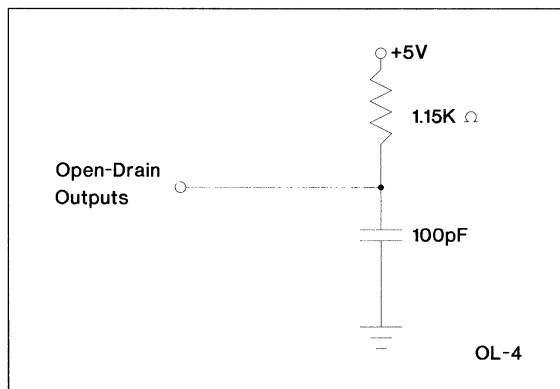 +5V
1.15K Ω
Open-Drain
Outputs
100pF
OL-4